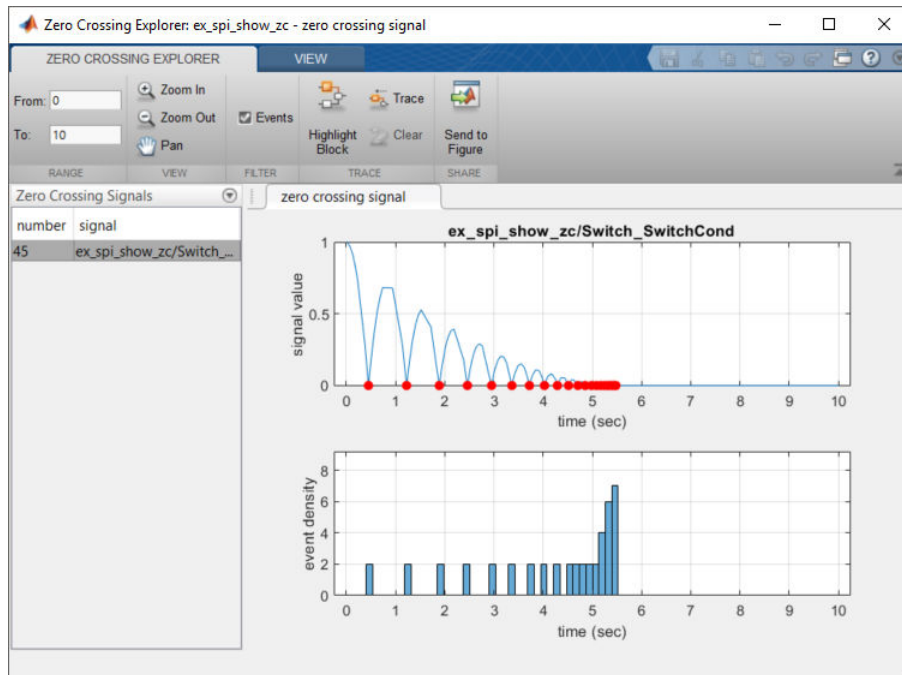 Zero Crossing Explorer: ex_spi_show_zc - zero crossing signal
ZERO CROSSING EXPLORER
VIEW
From: 0
To: 10
Zoom In
Zoom Out
Pan
Events
Highlight
Block
Trace
Clear
Send to
Figure
RANGE
VIEW
FILTER
TRACE
SHARE
Zero Crossing Signals
number signal
45 ex_spi_show_zc/Switch_...
zero crossing signal
ex_spi_show_zc/Switch_SwitchCond
signal value
1
0.5
0
0 1 2 3 4 5 6 7 8 9 10
time (sec)
event density
8
6
4
2
0
0 1 2 3 4 5 6 7 8 9 10
time (sec)